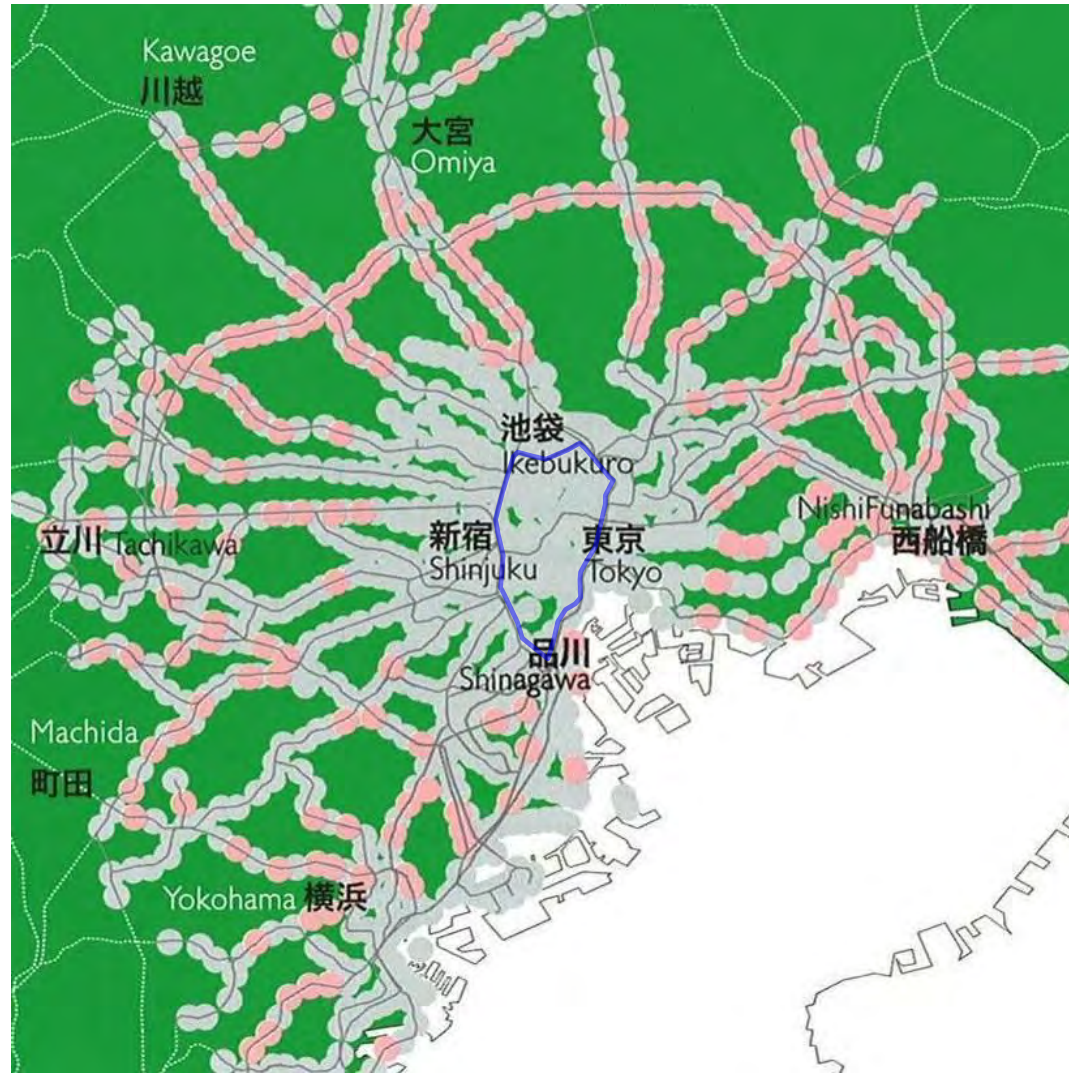 Kawagoe
川越
大宮
Omiya
池袋
Ikebukuro
NishiFunabashi
西船橋
新宿
Shinjuku
東京
Tokyo
立川 Tachikawa
品川
Shinagawa
Machida
町田
Yokohama 横浜